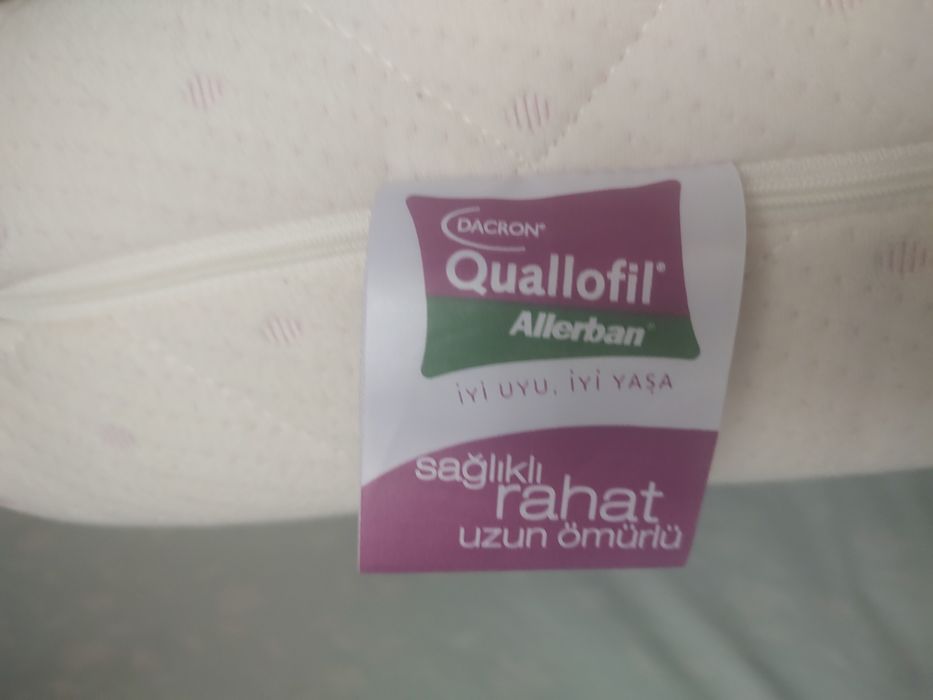 DACRON®
Quallofil®
Allerban®
İYİ UYU, İYİ YAŞA
sağlıklı
rahat
uzun ömürlü